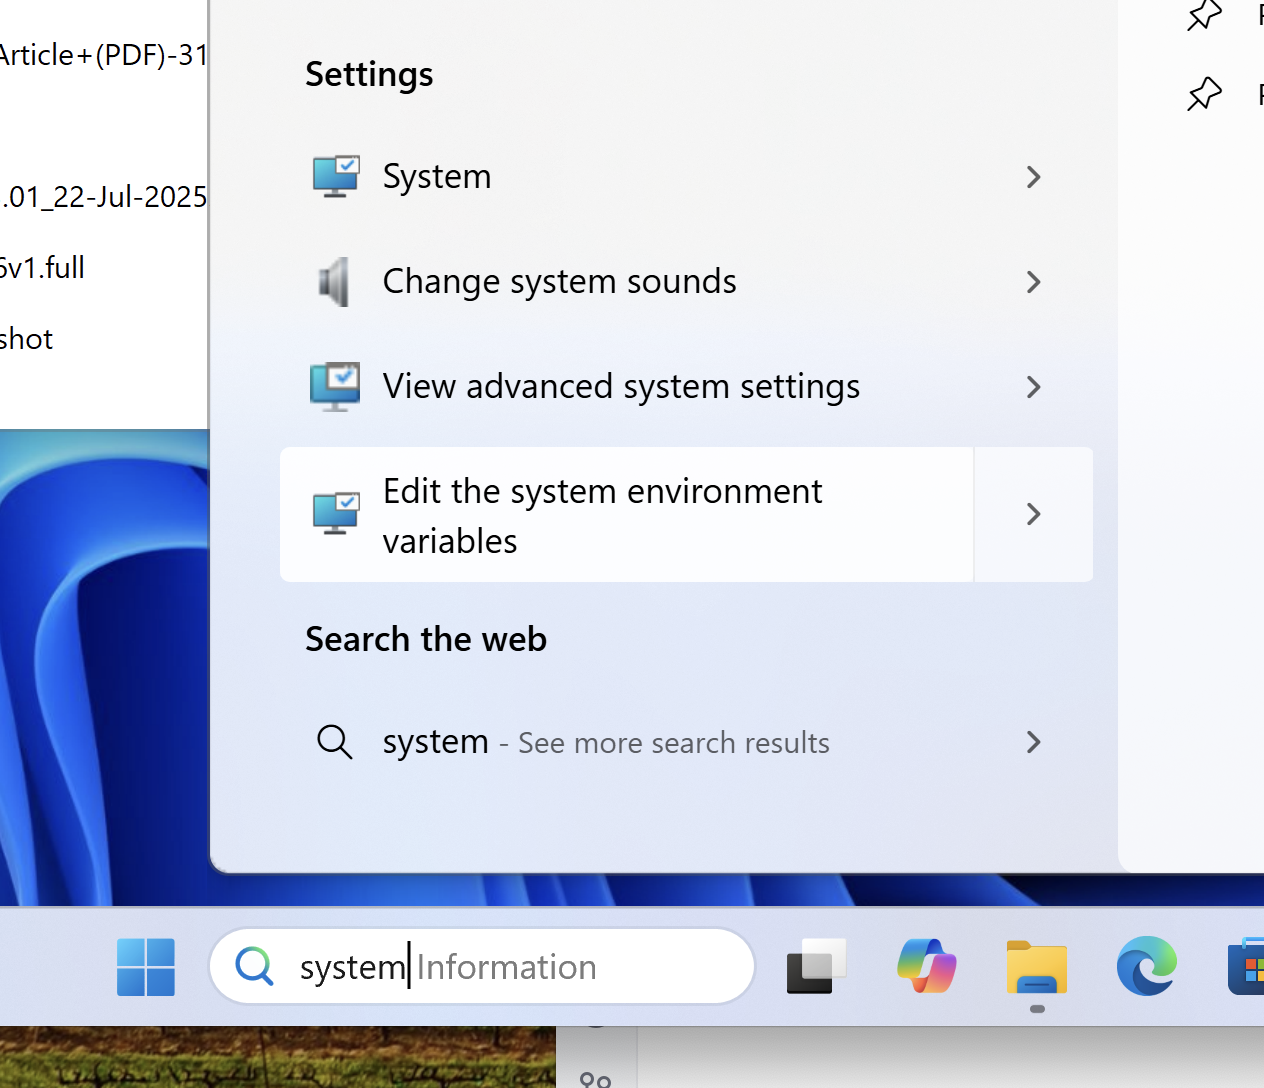 Article+(PDF)-31
.01_22-Jul-2025
v1.full
shot
Settings
System
Change system sounds
View advanced system settings
Edit the system environment
variables
Search the web
system - See more search results
system Information